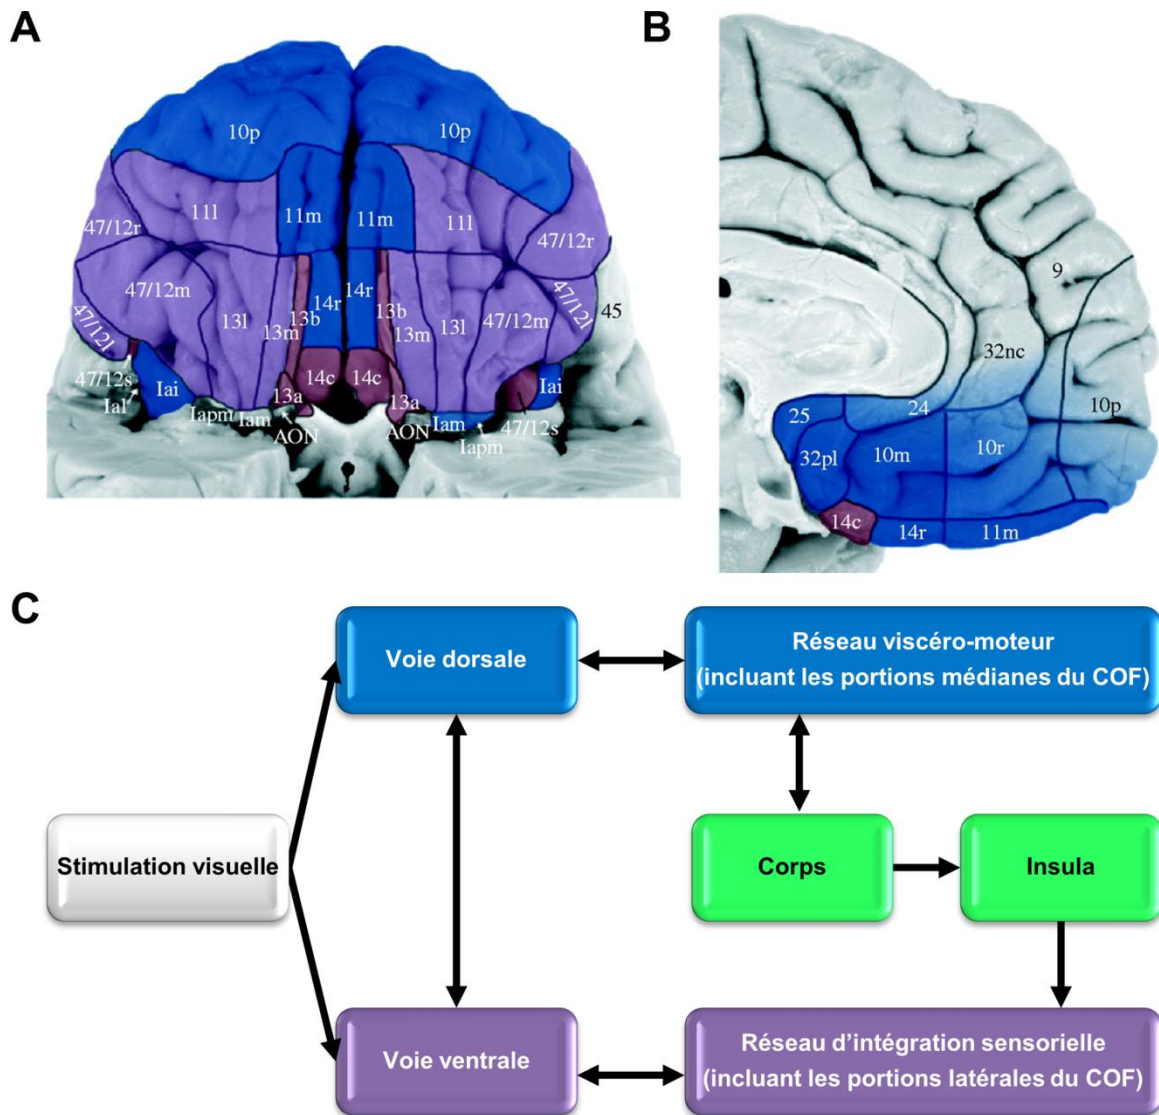 A
10p
10p
11l
11m
11m
11l
47/12r
47/12r
47/12m
13l
13m
13b
14r
14r
13b
13m
13l
47/12m
47/12l
47/12l
45
47/12s
Ial
Iai
Iapm
Iam
13a
AON
14c
14c
13a
AON
Iam
Iapm
47/12s
Iai
B
9
32nc
24
25
10p
32pl
10m
10r
14c
14r
11m
C
Voie dorsale
Réseau viscéro-moteur
(incluant les portions médianes du COF)
Stimulation visuelle
Corps
Insula
Voie ventrale
Réseau d’intégration sensorielle
(incluant les portions latérales du COF)